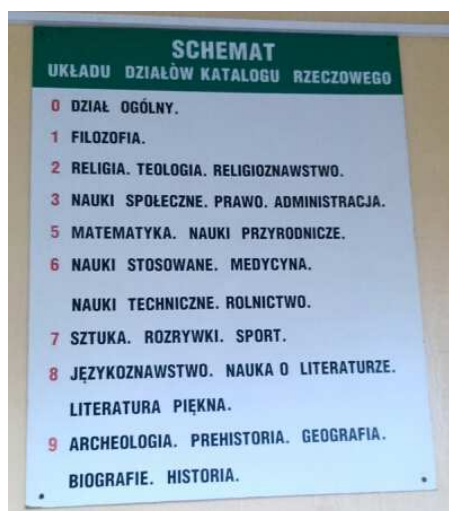 SCHEMAT
UKŁADU DZIAŁÓW KATALOGU RZECZOWEGO
0 DZIAŁ OGÓLNY.
1 FILOZOFIA.
2 RELIGIA. TEOLOGIA. RELIGIOZNAWSTWO.
3 NAUKI SPOŁECZNE. PRAWO. ADMINISTRACJA.
5 MATEMATYKA. NAUKI PRZYRODNICZE.
6 NAUKI STOSOWANE. MEDYCYNA.
NAUKI TECHNICZNE. ROLNICTWO.
7 SZTUKA. ROZRYWKI. SPORT.
8 JĘZYKOZNAWSTWO. NAUKA O LITERATURZE.
LITERATURA PIĘKNA.
9 ARCHEOLOGIA. PREHISTORIA. GEOGRAFIA.
BIOGRAFIE. HISTORIA.